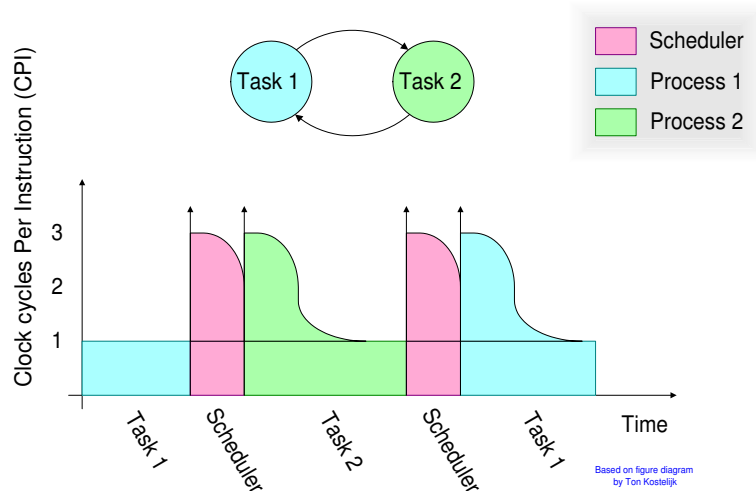 Task 1
Task 2
Scheduler
Process 1
Process 2
Clock cycles Per Instruction (CPI)
3
2
1
Task 1
Scheduler
Task 2
Scheduler
Task 1
Time
Based on figure diagram
by Ton Kostelijk